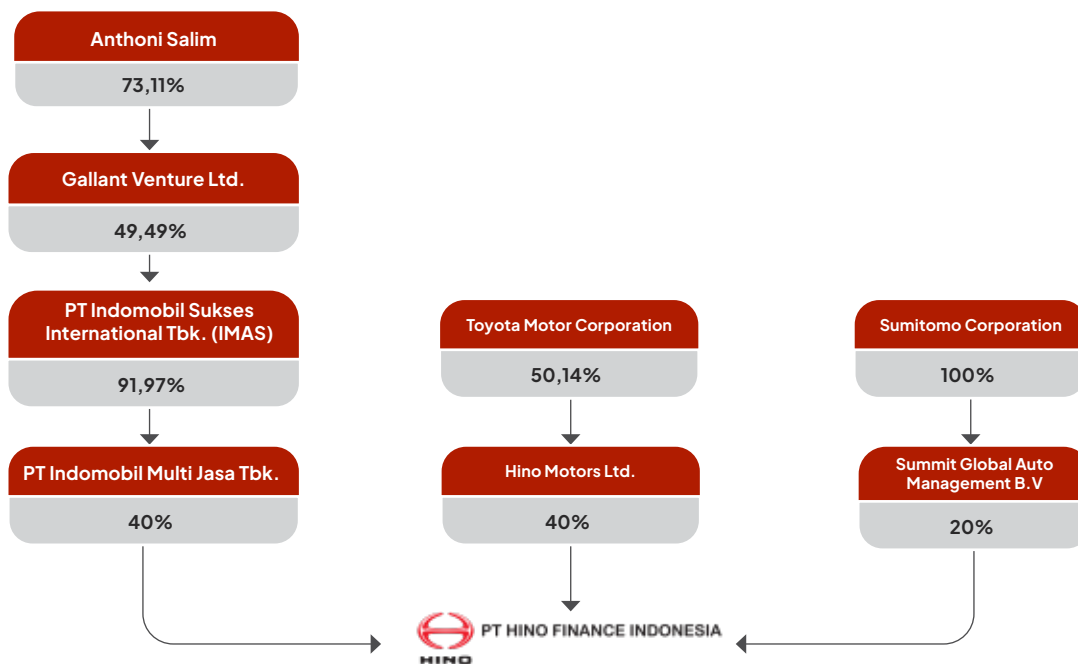 Anthoni Salim
73,11%
Gallant Venture Ltd.
49,49%
PT Indomobil Sukses
International Tbk. (IMAS)
91,97%
PT Indomobil Multi Jasa Tbk.
40%
Toyota Motor Corporation
50,14%
Hino Motors Ltd.
40%
Sumitomo Corporation
100%
Summit Global Auto
Management B.V
20%
PT HINO FINANCE INDONESIA
HINO